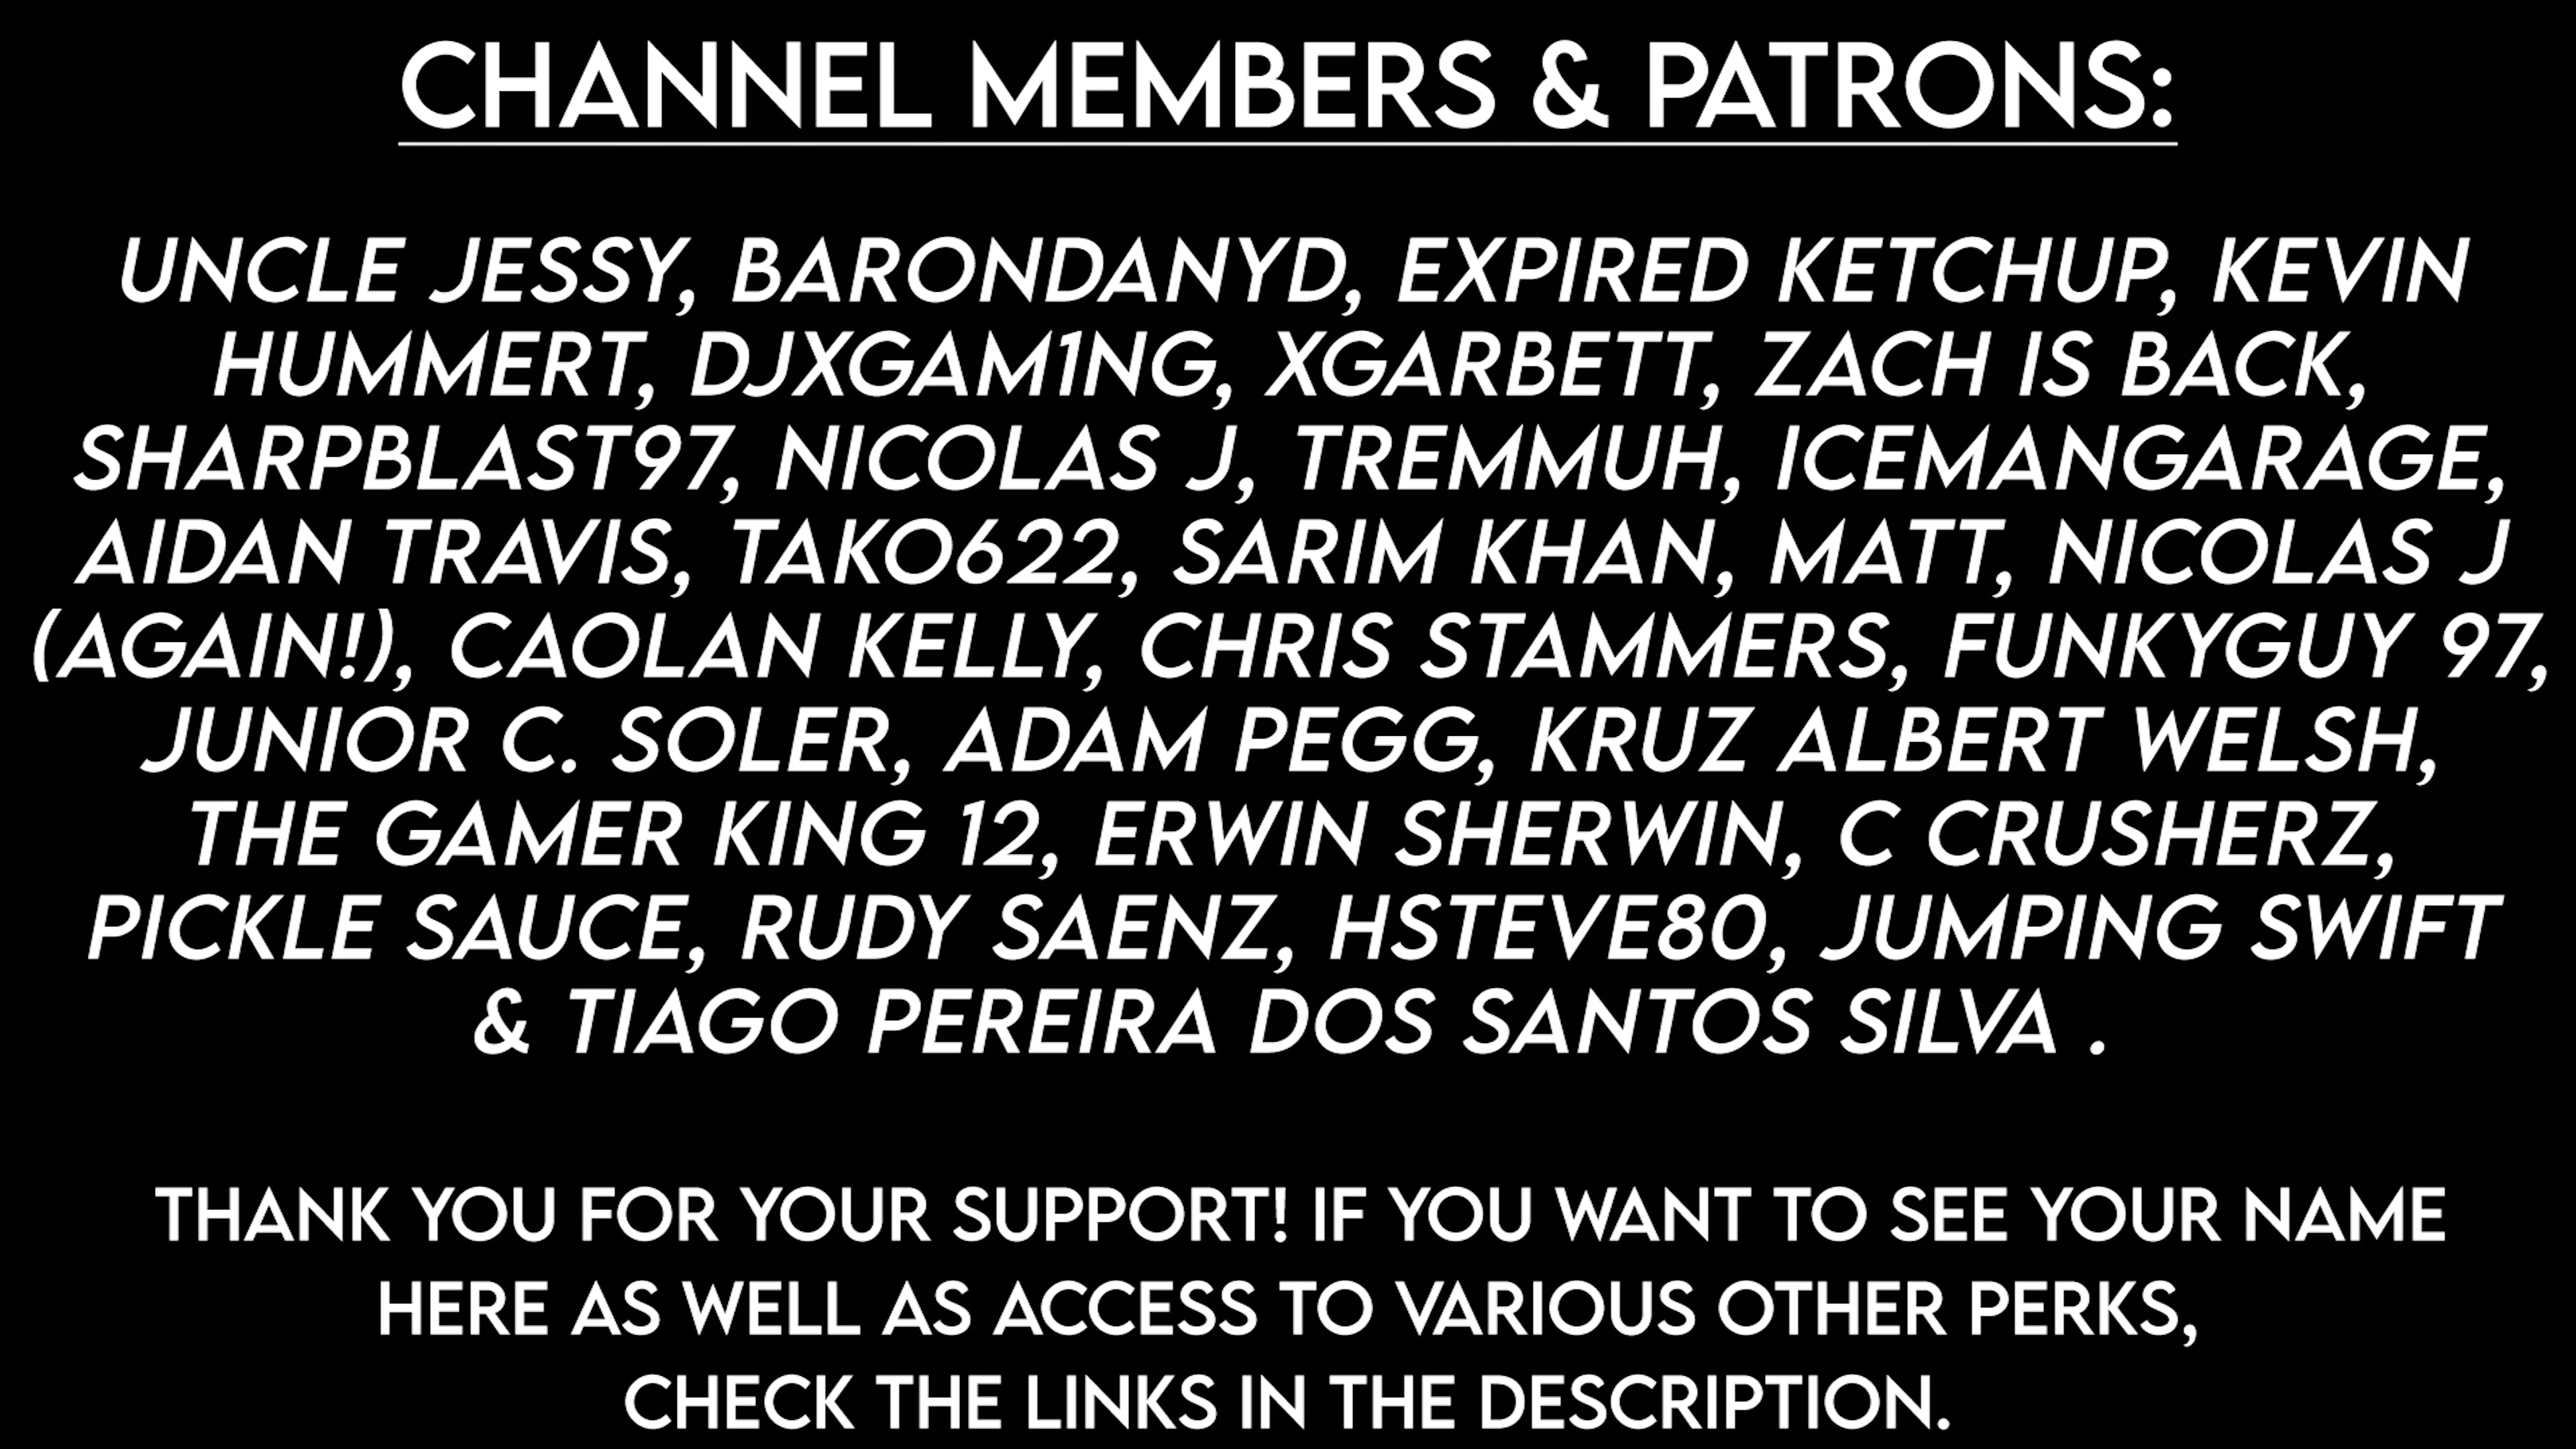 CHANNEL MEMBERS & PATRONS:
UNCLE JESSY, BARONDANYD, EXPIRED KETCHUP, KEVIN
HUMMERT, DJXGAM1NG, XGARBETT, ZACH IS BACK,
SHARPBLAST97, NICOLAS J, TREMMUH, ICEMANGARAGE,
AIDAN TRAVIS, TAKO622, SARIM KHAN, MATT, NICOLAS J
(AGAIN!), CAOLAN KELLY, CHRIS STAMMERS, FUNKYGUY 97,
JUNIOR C. SOLER, ADAM PEGG, KRUZ ALBERT WELSH,
THE GAMER KING 12, ERWIN SHERWIN, C CRUSHERZ,
PICKLE SAUCE, RUDY SAENZ, HSTEVE80, JUMPING SWIFT
& TIAGO PEREIRA DOS SANTOS SILVA .
THANK YOU FOR YOUR SUPPORT! IF YOU WANT TO SEE YOUR NAME
HERE AS WELL AS ACCESS TO VARIOUS OTHER PERKS,
CHECK THE LINKS IN THE DESCRIPTION.